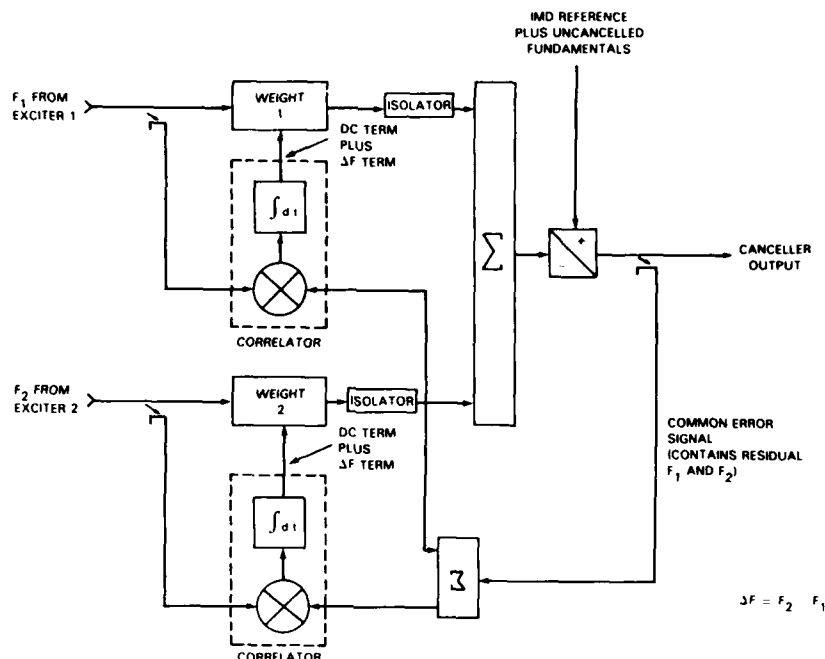 IMD REFERENCE
PLUS UNCANCELLED
FUNDAMENTALS
F₁ FROM
EXCITER 1
WEIGHT
1
ISOLATOR
DC TERM
PLUS
ΔF TERM
∫dt
CORRELATOR
Σ
+
−
CANCELLER
OUTPUT
F₂ FROM
EXCITER 2
WEIGHT
2
ISOLATOR
DC TERM
PLUS
ΔF TERM
∫dt
CORRELATOR
Σ
COMMON ERROR
SIGNAL
(CONTAINS RESIDUAL
F₁ AND F₂)
ΔF = F₂ F₁